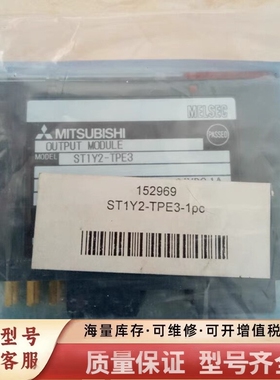 MELSEC
MITSUBISHI
PASSED
OUTPUT MODULE
MODEL ST1Y2-TPE3
152969
ST1Y2-TPE3-1pc
型号
客服
海量库存·可维修·可开增值税
质量保证 型号齐